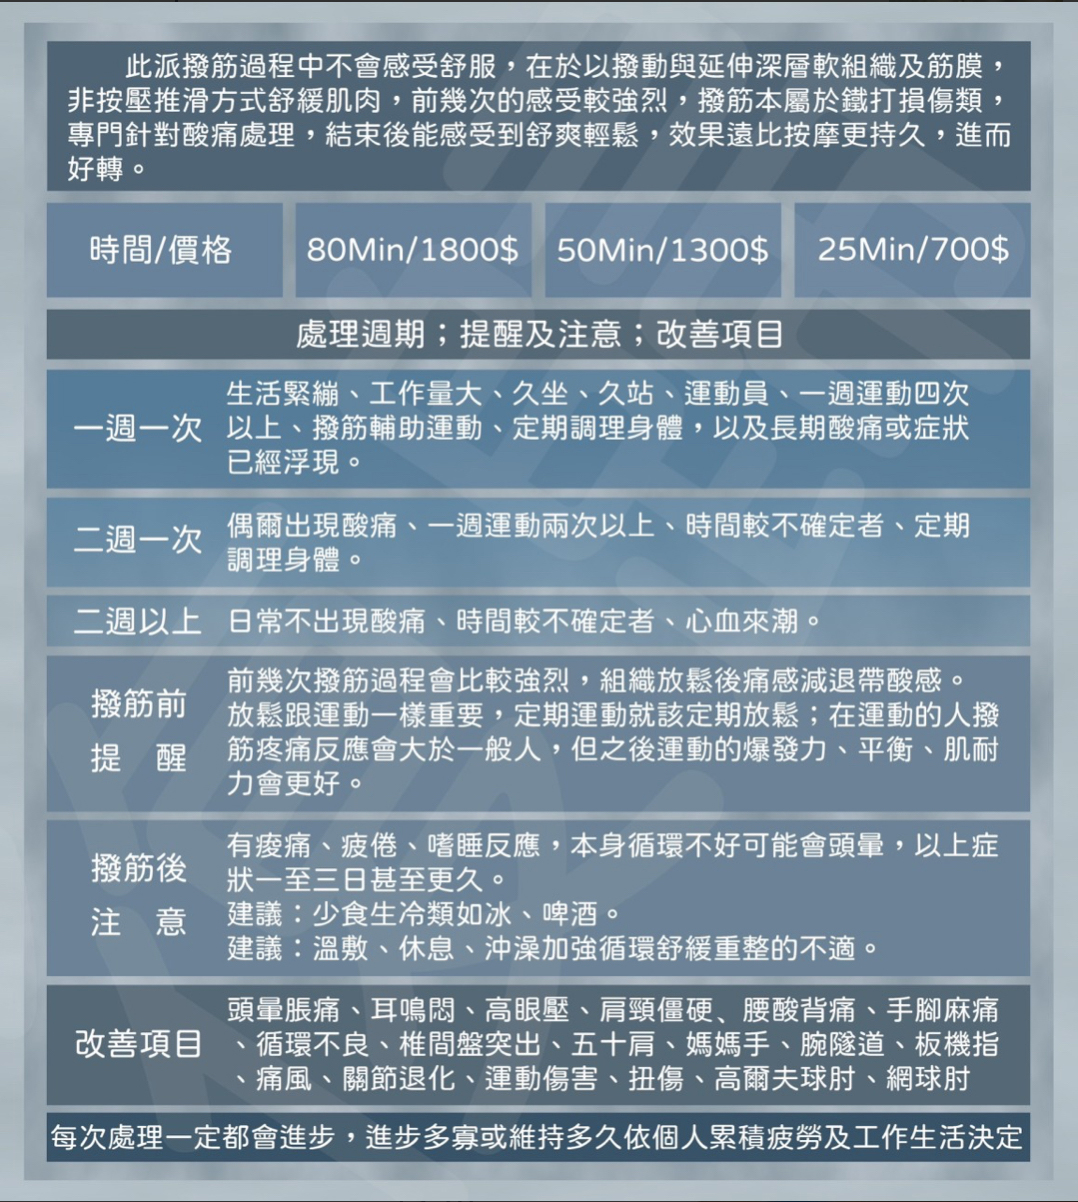 此派撥筋過程中不會感受舒服，在於以撥動與延伸深層軟組織及筋膜，
非按壓推滑方式舒緩肌肉，前幾次的感受較強烈，撥筋本屬於鐵打損傷類，
專門針對酸痛處理，結束後能感受到舒爽輕鬆，效果遠比按摩更持久，進而
好轉。
時間/價格 80Min/1800$ 50Min/1300$ 25Min/700$
處理週期；提醒及注意；改善項目
一週一次
生活緊繃、工作量大、久坐、久站、運動員、一週運動四次
以上、撥筋輔助運動、定期調理身體，以及長期酸痛或症狀
已經浮現。
二週一次
偶爾出現酸痛、一週運動兩次以上、時間較不確定者、定期
調理身體。
二週以上 日常不出現酸痛、時間較不確定者、心血來潮。
撥筋前
提 醒
前幾次撥筋過程會比較強烈，組織放鬆後痛感減退帶酸感。
放鬆跟運動一樣重要，定期運動就該定期放鬆；在運動的人撥
筋疼痛反應會大於一般人，但之後運動的爆發力、平衡、肌耐
力會更好。
撥筋後
注 意
有痠痛、疲倦、嗜睡反應，本身循環不好可能會頭暈，以上症
狀一至三日甚至更久。
建議：少食生冷類如冰、啤酒。
建議：溫敷、休息、沖澡加強循環舒緩重整的不適。
改善項目
頭暈脹痛、耳鳴悶、高眼壓、肩頸僵硬、腰酸背痛、手腳麻痛
、循環不良、椎間盤突出、五十肩、媽媽手、腕隧道、板機指
、痛風、關節退化、運動傷害、扭傷、高爾夫球肘、網球肘
每次處理一定都會進步，進步多寡或維持多久依個人累積疲勞及工作生活決定